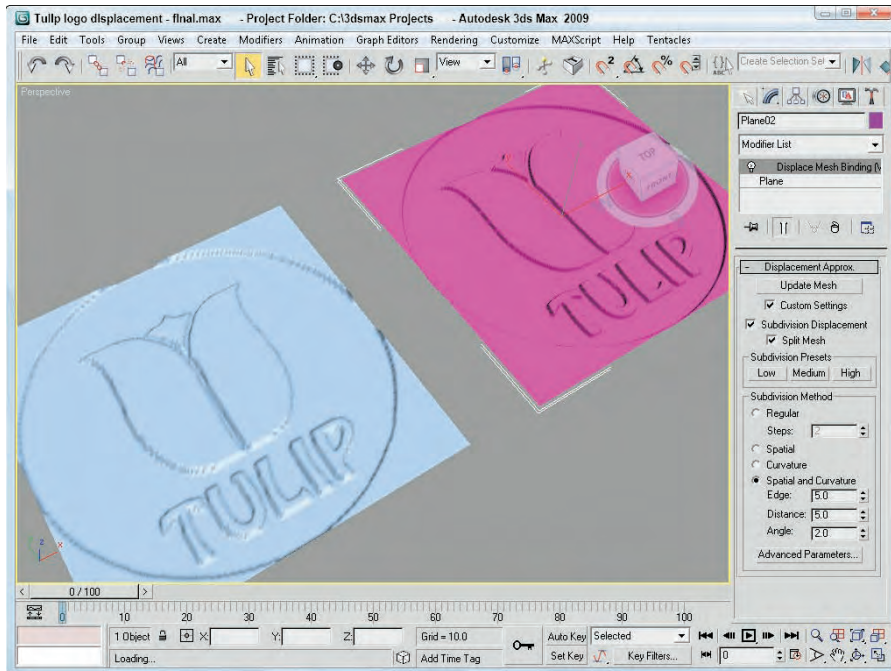 Tulip logo displacement - final.max - Project Folder: C:\3dsmax Projects - Autodesk 3ds Max 2009
File Edit Tools Group Views Create Modifiers Animation Graph Editors Rendering Customize MAXScript Help Tentacles
All View Create Selection Set
Perspective
TOP
FRONT
TULIP
TULIP
Plane02
Modifier List
Displace Mesh Binding (W
Plane
- Displacement Approx.
Update Mesh
Custom Settings
Subdivision Displacement
Split Mesh
Subdivision Presets
Low Medium High
Subdivision Method
Regular
Steps: 2
Spatial
Curvature
Spatial and Curvature
Edge: 5.0
Distance: 5.0
Angle: 2.0
Advanced Parameters...
x
z
< 0 / 100 >
0 10 20 30 40 50 60 70 80 90 100
1 Object X: Y: Z: Grid = 10.0 Auto Key Selected
Loading... Add Time Tag Set Key Key Filters... 0